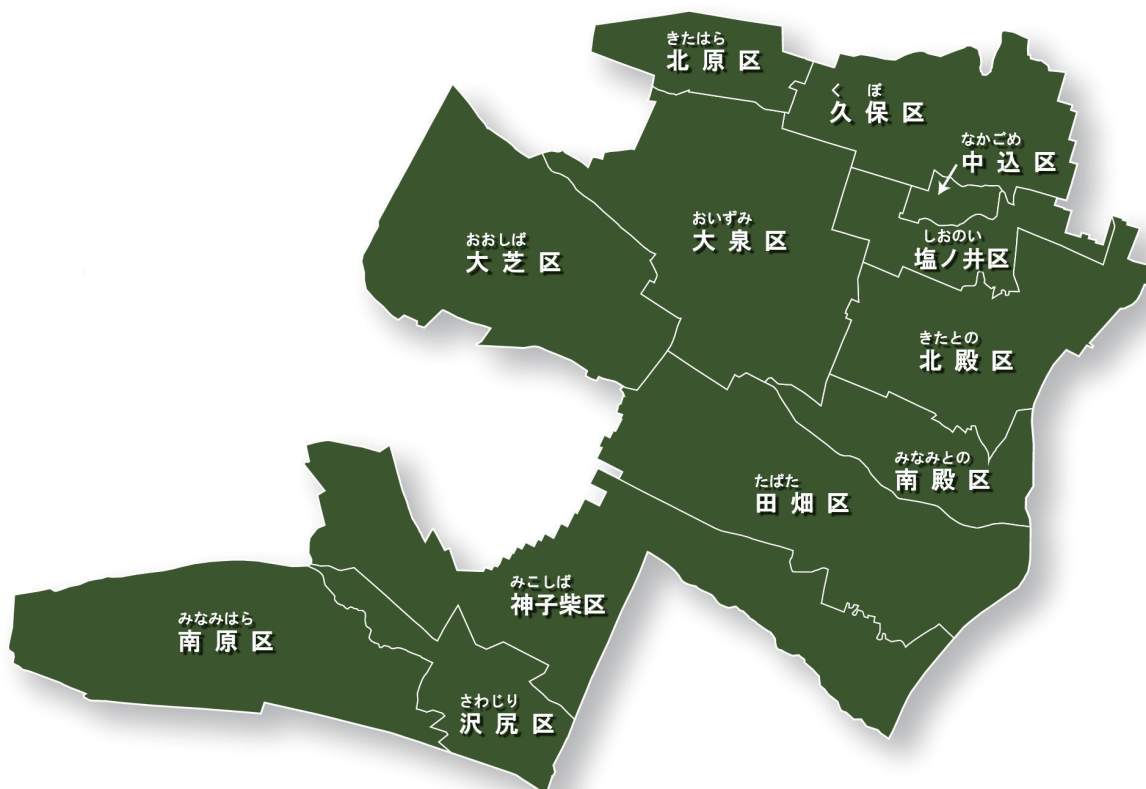 きたはら
北原区
くぼ
久保区
なかごめ
中込区
おいずみ
大泉区
しおのい
塩ノ井区
おおしば
大芝区
きたとの
北殿区
みなみとの
南殿区
たばた
田畑区
みこしば
神子柴区
みなみはら
南原区
さわじり
沢尻区